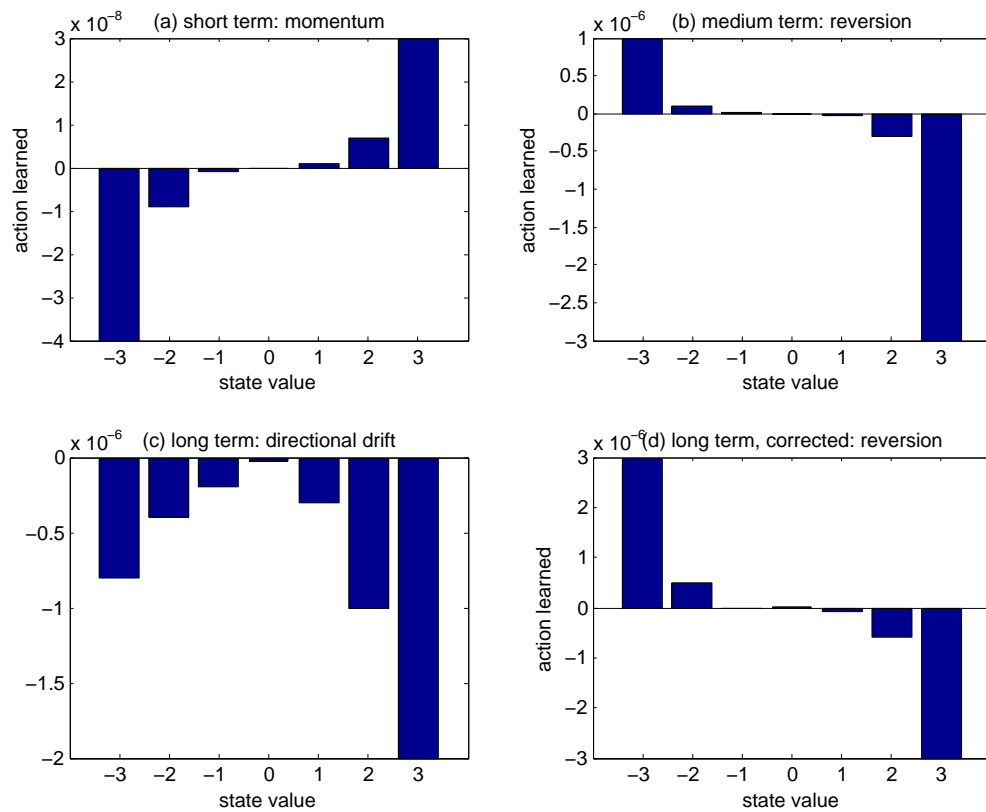 x 10−8
(a) short term: momentum
3
2
1
0
−1
−2
−3
−4
action learned
−3 −2 −1 0 1 2 3
state value
x 10−6
(b) medium term: reversion
1
0.5
0
−0.5
−1
−1.5
−2
−2.5
−3
action learned
−3 −2 −1 0 1 2 3
state value
x 10−6
(c) long term: directional drift
0
−0.5
−1
−1.5
−2
−3 −2 −1 0 1 2 3
state value
x 10−6
(d) long term, corrected: reversion
3
2
1
0
−1
−2
−3
action learned
−3 −2 −1 0 1 2 3
state value